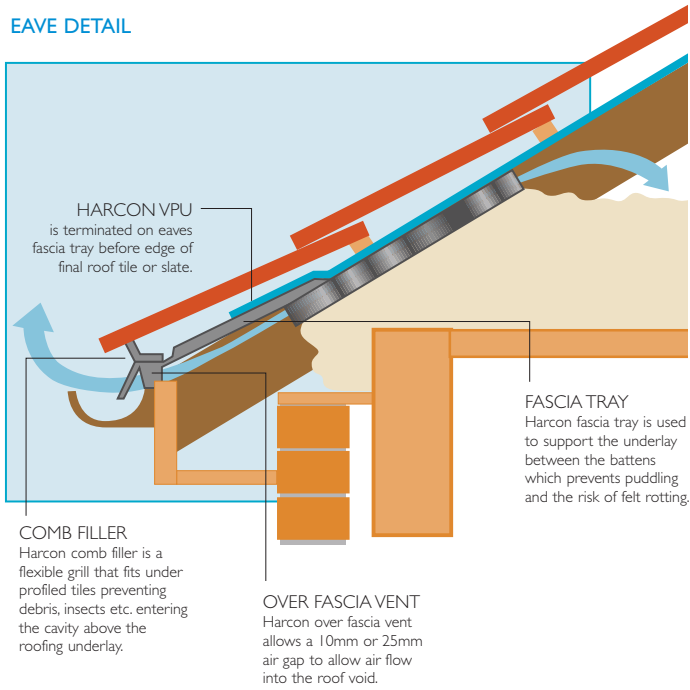 EAVE DETAIL
HARCON VPU
is terminated on eaves
fascia tray before edge of
final roof tile or slate.
FASCIA TRAY
Harcon fascia tray is used
to support the underlay
between the battens
which prevents puddling
and the risk of felt rotting.
COMB FILLER
Harcon comb filler is a
flexible grill that fits under
profiled tiles preventing
debris, insects etc. entering
the cavity above the
roofing underlay.
OVER FASCIA VENT
Harcon over fascia vent
allows a 10mm or 25mm
air gap to allow air flow
into the roof void.